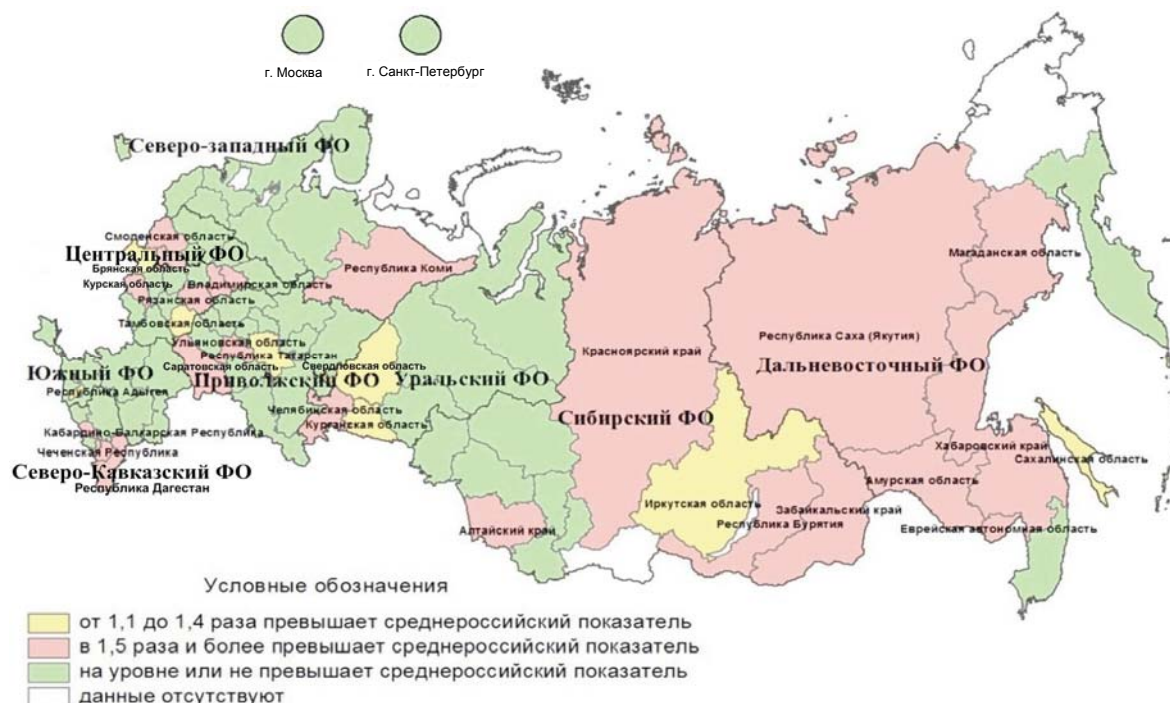 г. Москва
г. Санкт-Петербург
Северо-западный ФО
Смоленская область
Центральный ФО
Брянская область
Курская область
Владимирская область
Рязанская область
Тамбовская область
Ульяновская область
Республика Татарстан
Саратовская область
Свердловская область
Южный ФО
Приволжский ФО
Уральский ФО
Республика Адыгея
Челябинская область
Курганская область
Кабардино-Балкарская Республика
Чеченская Республика
Северо-Кавказский ФО
Республика Дагестан
Республика Коми
Красноярский край
Сибирский ФО
Алтайский край
Иркутская область
Республика Бурятия
Забайкальский край
Магаданская область
Республика Саха (Якутия)
Дальневосточный ФО
Хабаровский край
Сахалинская область
Амурская область
Еврейская автономная область
Условные обозначения
от 1,1 до 1,4 раза превышает среднероссийский показатель
в 1,5 раза и более превышает среднероссийский показатель
на уровне или не превышает среднероссийский показатель
данные отсутствуют